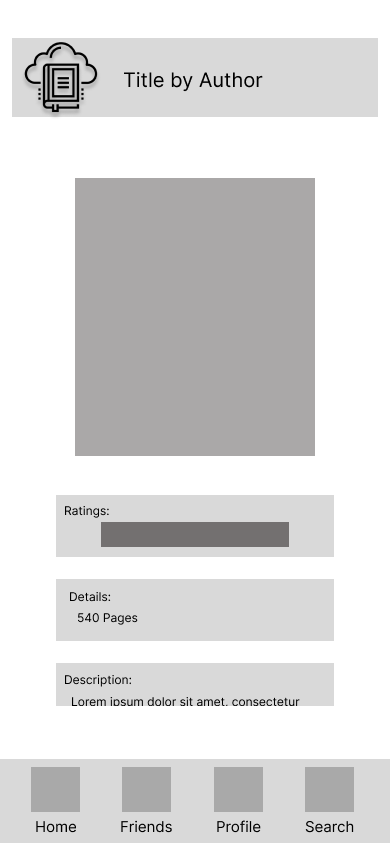 Title by Author
Ratings:
Details:
540 Pages
Description:
Lorem ipsum dolor sit amet, consectetur
Home
Friends
Profile
Search